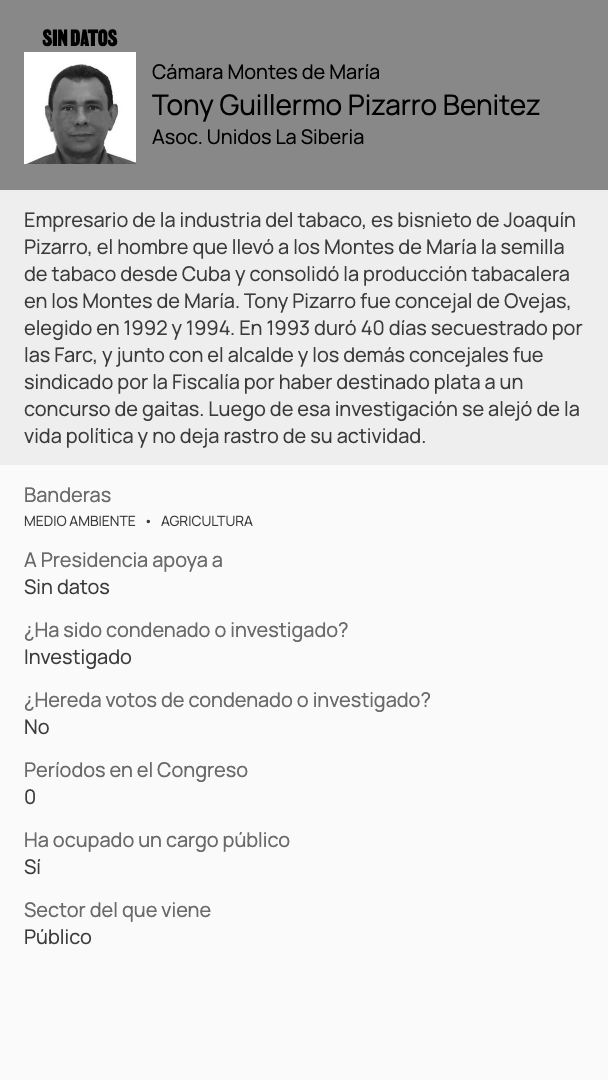 SIN DATOS
Cámara Montes de María
Tony Guillermo Pizarro Benitez
Asoc. Unidos La Siberia
Empresario de la industria del tabaco, es bisnieto de Joaquín
Pizarro, el hombre que llevó a los Montes de María la semilla
de tabaco desde Cuba y consolidó la producción tabacalera
en los Montes de María. Tony Pizarro fue concejal de Ovejas,
elegido en 1992 y 1994. En 1993 duró 40 días secuestrado por
las Farc, y junto con el alcalde y los demás concejales fue
sindicado por la Fiscalía por haber destinado plata a un
concurso de gaitas. Luego de esa investigación se alejó de la
vida política y no deja rastro de su actividad.
Banderas
MEDIO AMBIENTE • AGRICULTURA
A Presidencia apoya a
Sin datos
¿Ha sido condenado o investigado?
Investigado
¿Hereda votos de condenado o investigado?
No
Períodos en el Congreso
0
Ha ocupado un cargo público
Sí
Sector del que viene
Público